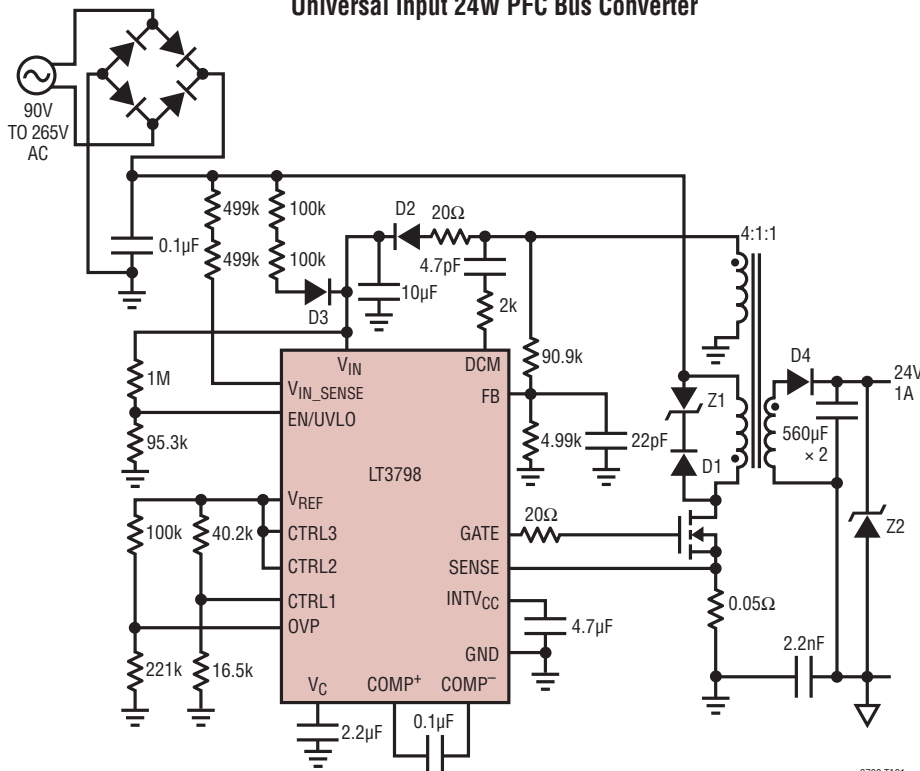 Universal Input 24W PFC Bus Converter
90V
TO 265V
AC
0.1µF
499k
499k
100k
100k
D3
D2
20Ω
10µF
4.7pF
2k
90.9k
4.99k
22pF
4:1:1
Z1
D1
D4
24V
1A
560µF
× 2
Z2
1M
95.3k
VIN
DCM
VIN_SENSE
FB
EN/UVLO
LT3798
VREF
CTRL3
CTRL2
CTRL1
OVP
GATE
SENSE
INTVCC
GND
VC
COMP+
COMP−
100k
40.2k
221k
16.5k
20Ω
4.7µF
0.05Ω
2.2nF
2.2µF
0.1µF